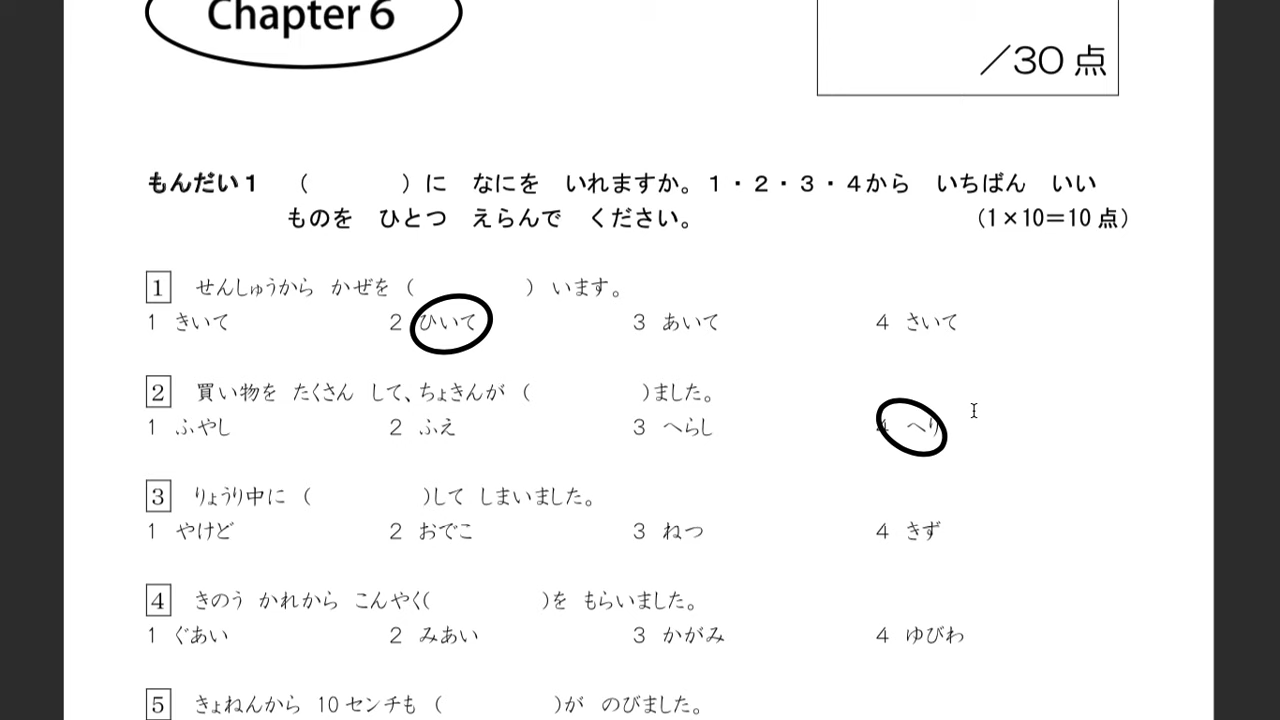 Chapter 6
／30 点
もんだい１ （　　　）に なにを いれますか。１・２・３・４から いちばん いい
ものを ひとつ えらんで ください。 （1×10＝10 点）
1 せんしゅうから かぜを （　　　） います。
1 きいて 2 ひいて 3 あいて 4 さいて
2 買い物を たくさん して、ちょきんが （　　　）ました。
1 ふやし 2 ふえ 3 へらし 4 へり
3 りょうり中に （　　　）して しまいました。
1 やけど 2 おでこ 3 ねつ 4 きず
4 きのう かれから こんやく（　　　）を もらいました。
1 ぐあい 2 みあい 3 かがみ 4 ゆびわ
5 きょねんから 10 センチも （　　　）が のびました。